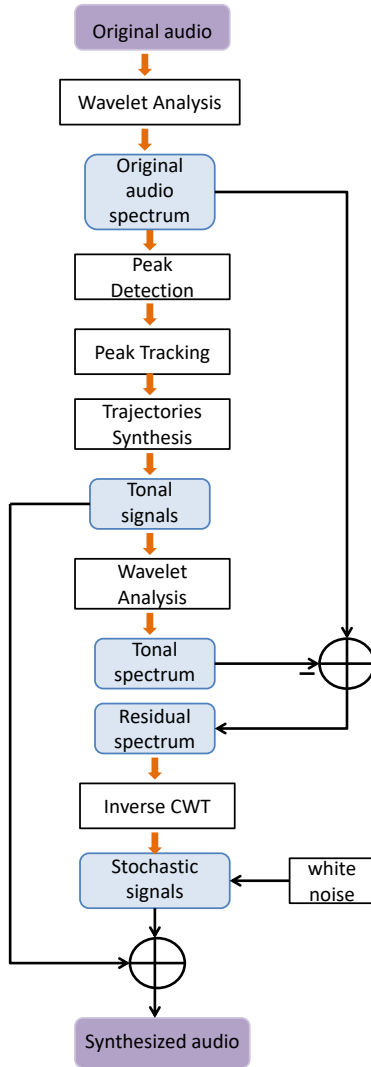 Original audio
Wavelet Analysis
Original
audio
spectrum
Peak
Detection
Peak Tracking
Trajectories
Synthesis
Tonal
signals
Wavelet
Analysis
Tonal
spectrum
Residual
spectrum
Inverse CWT
Stochastic
signals
white
noise
Synthesized audio